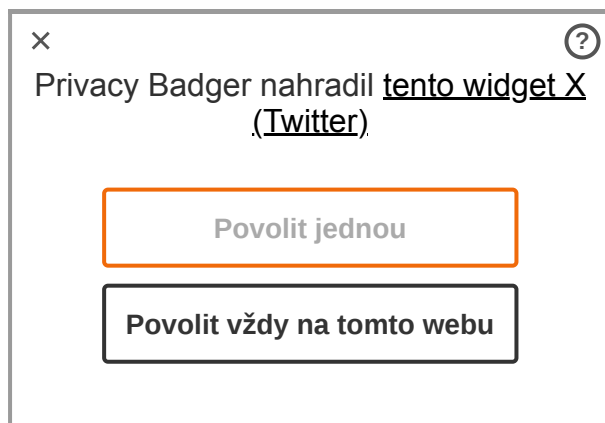 ×
?
Privacy Badger nahradil tento widget X
(Twitter)
Povolit jednou
Povolit vždy na tomto webu